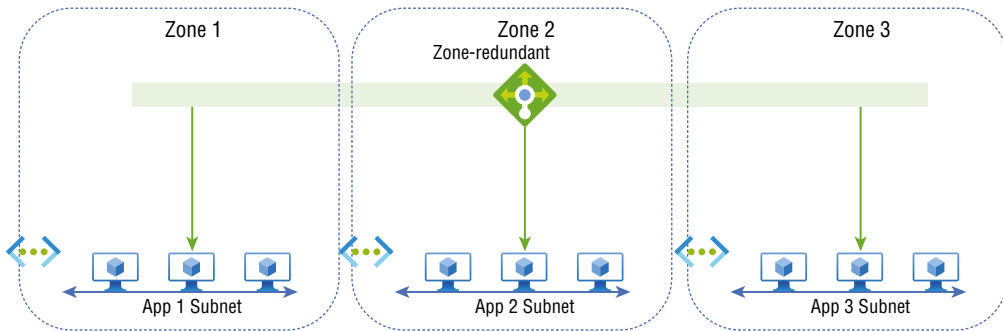 Zone 1
Zone 2
Zone 3
Zone-redundant
App 1 Subnet
App 2 Subnet
App 3 Subnet